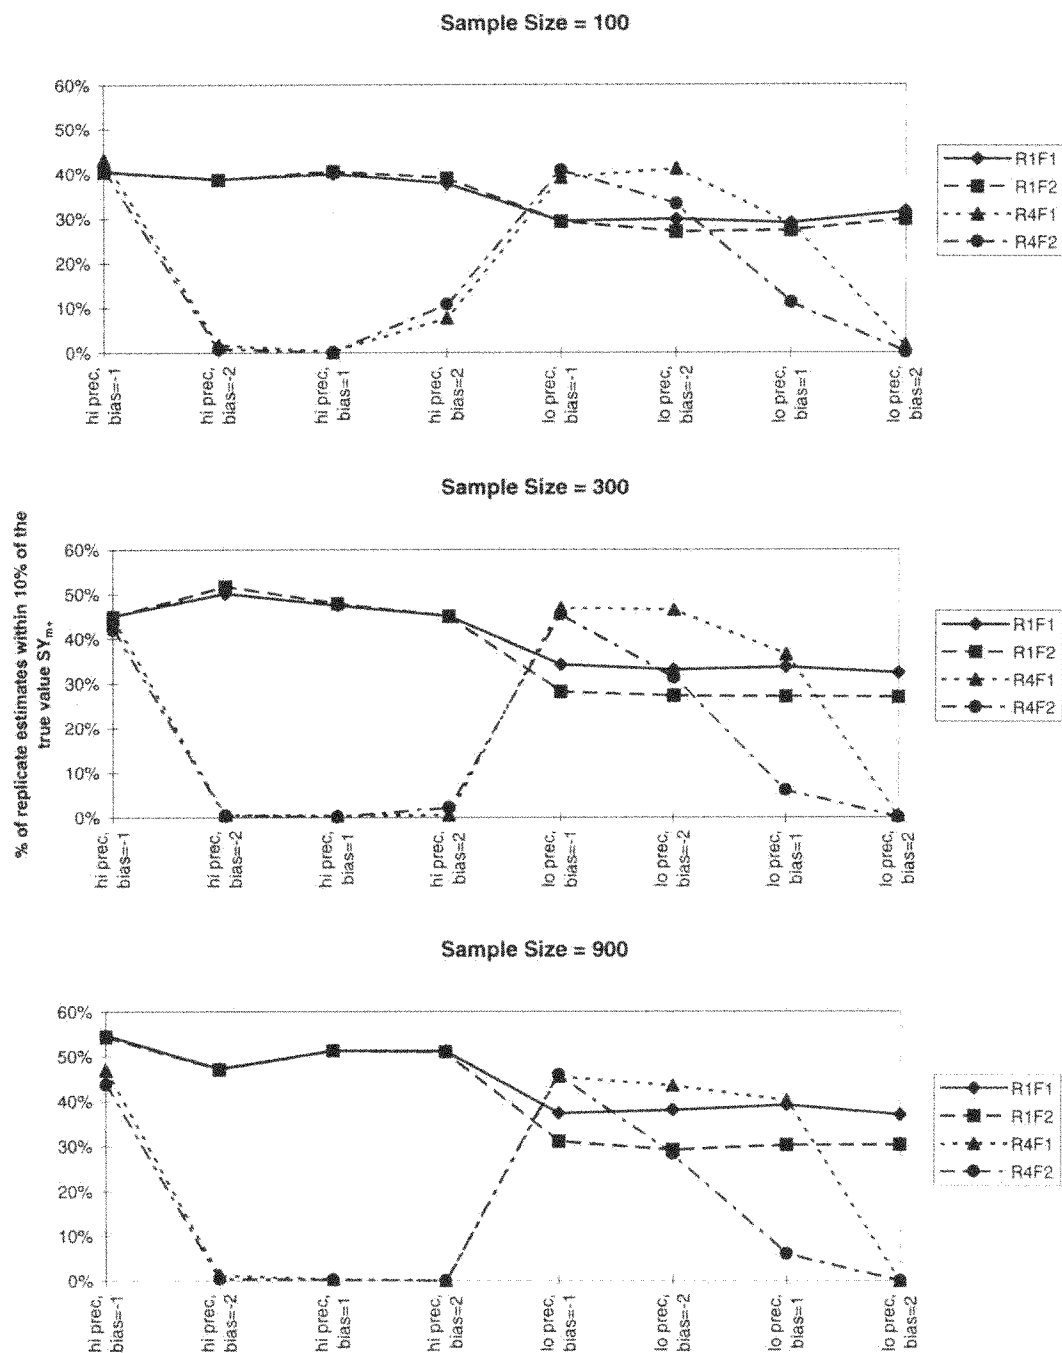 Sample Size = 100
60%
50%
40%
30%
20%
10%
0%
hi prec,
bias=-1
hi prec,
bias=-2
hi prec,
bias=1
hi prec,
bias=2
lo prec,
bias=-1
lo prec,
bias=-2
lo prec,
bias=1
lo prec,
bias=2
R1F1
R1F2
R4F1
R4F2
% of replicate estimates within 10% of the
true value SYm+
Sample Size = 300
60%
50%
40%
30%
20%
10%
0%
hi prec,
bias=-1
hi prec,
bias=-2
hi prec,
bias=1
hi prec,
bias=2
lo prec,
bias=-1
lo prec,
bias=-2
lo prec,
bias=1
lo prec,
bias=2
R1F1
R1F2
R4F1
R4F2
Sample Size = 900
60%
50%
40%
30%
20%
10%
0%
hi prec,
bias=-1
hi prec,
bias=-2
hi prec,
bias=1
hi prec,
bias=2
lo prec,
bias=-1
lo prec,
bias=-2
lo prec,
bias=1
lo prec,
bias=2
R1F1
R1F2
R4F1
R4F2